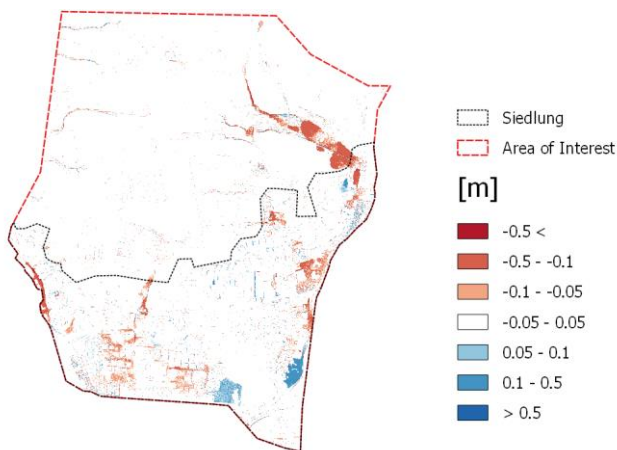 Siedlung
Area of Interest
[m]
-0.5 <
-0.5 - -0.1
-0.1 - -0.05
-0.05 - 0.05
0.05 - 0.1
0.1 - 0.5
> 0.5